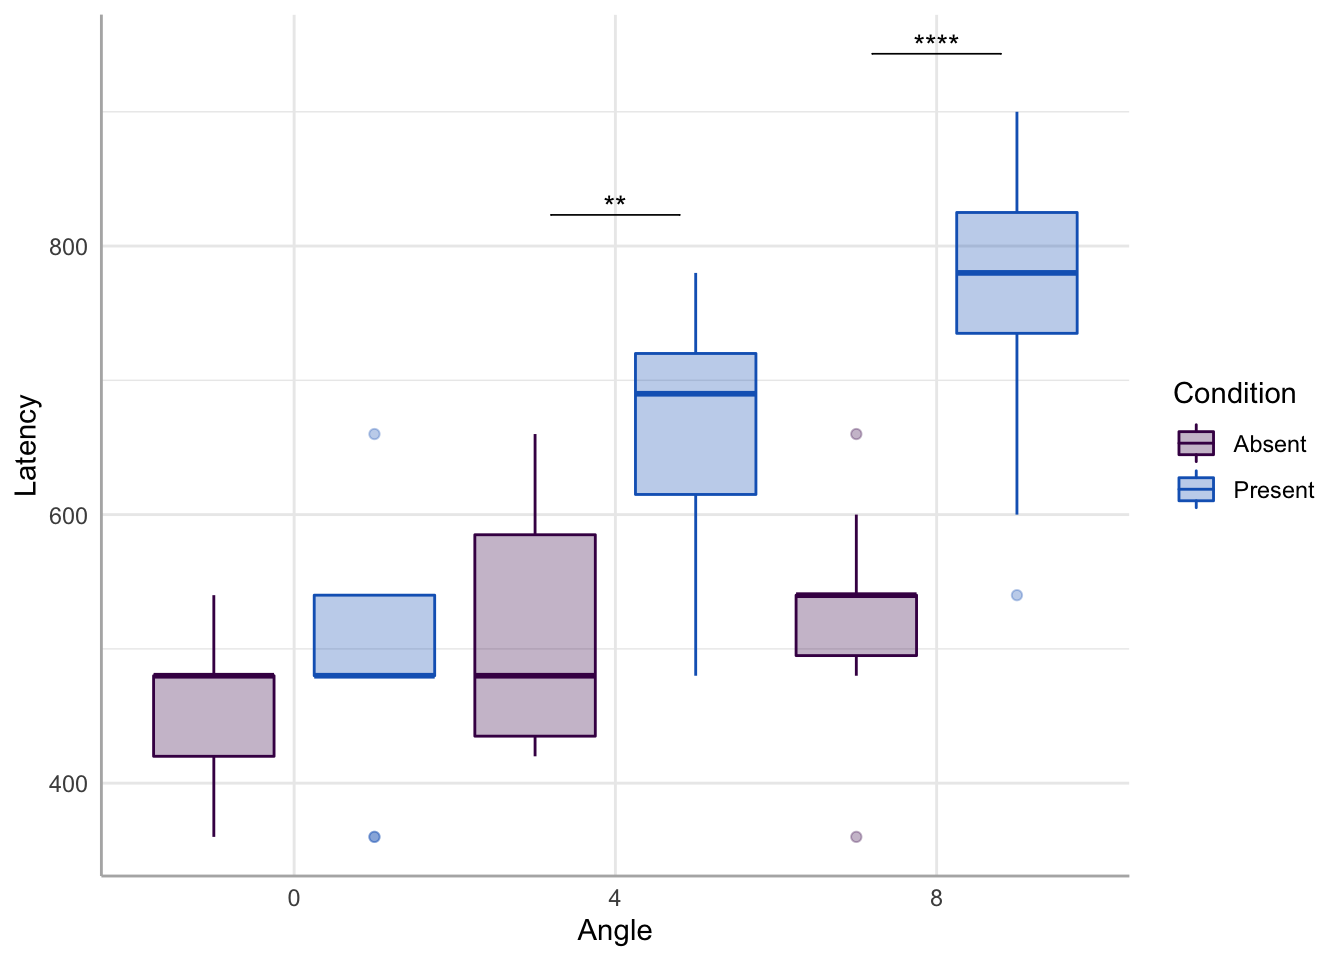 ****
**
800
600
400
Latency
0 4 8
Angle
Condition
Absent
Present